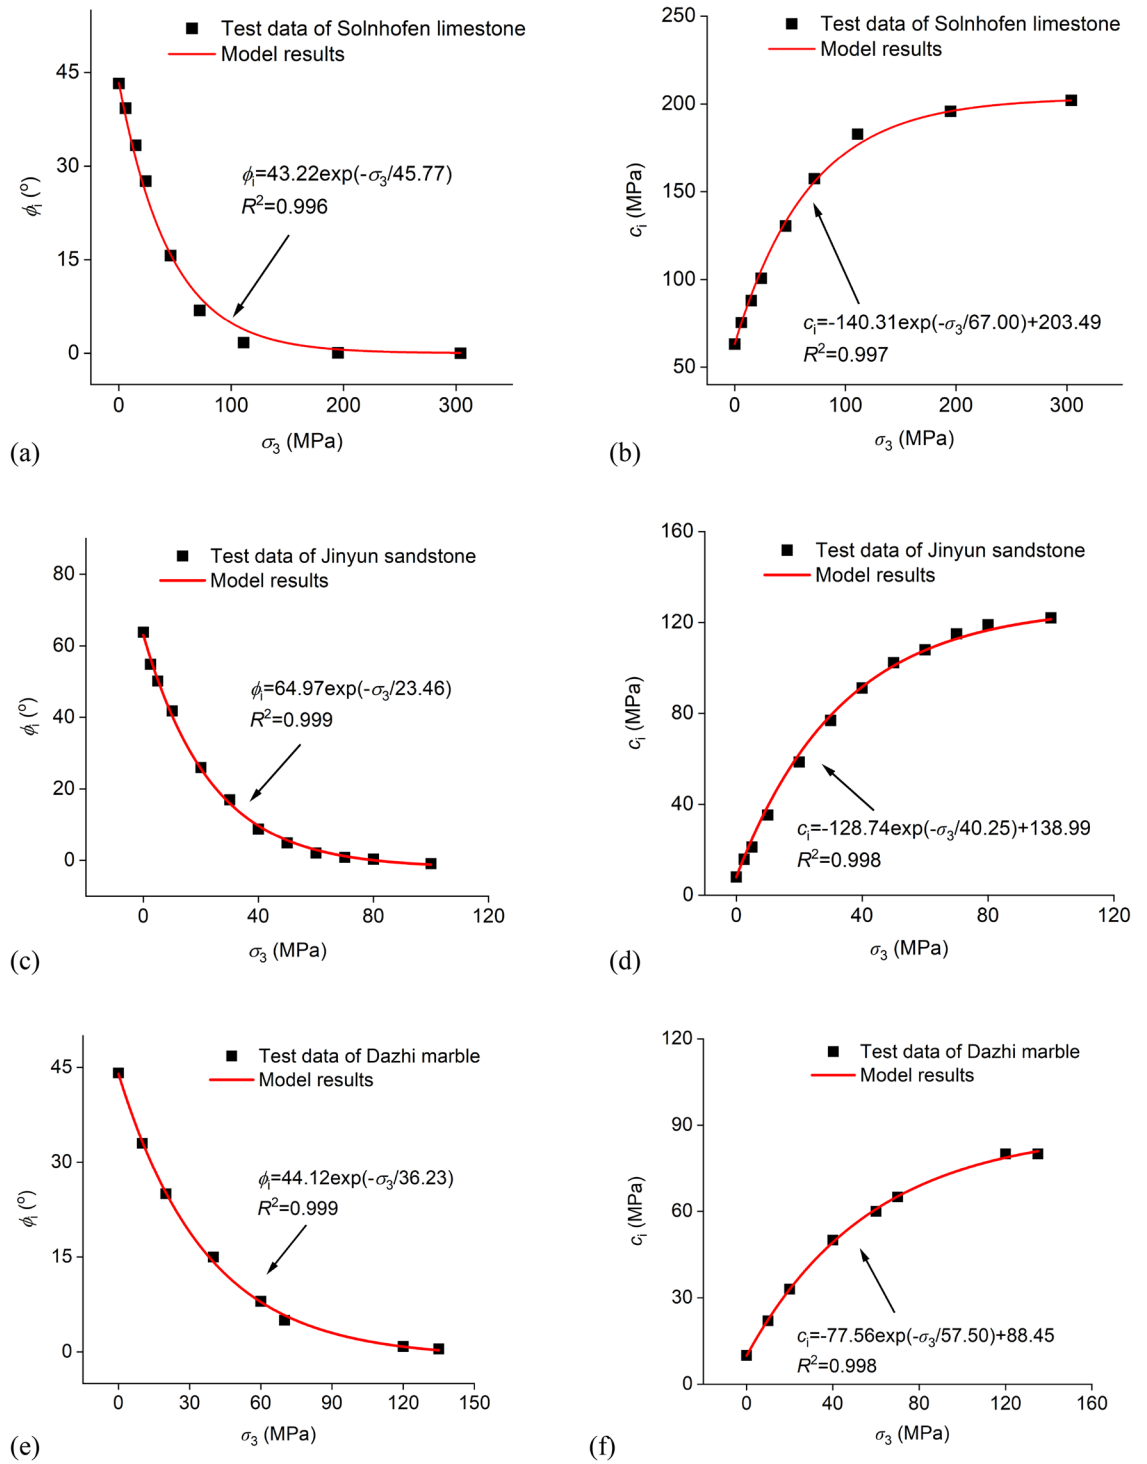 Test data of Solnhofen limestone
Model results
45
30
15
0
ϕi (o)
ϕi=43.22exp(-σ3/45.77)
R2=0.996
0 100 200 300
σ3 (MPa)
(a)
Test data of Solnhofen limestone
Model results
250
200
150
100
50
ci (MPa)
ci=-140.31exp(-σ3/67.00)+203.49
R2=0.997
0 100 200 300
σ3 (MPa)
(b)
Test data of Jinyun sandstone
Model results
80
60
40
20
0
ϕi (o)
ϕi=64.97exp(-σ3/23.46)
R2=0.999
0 40 80 120
σ3 (MPa)
(c)
Test data of Jinyun sandstone
Model results
160
120
80
40
0
ci (MPa)
ci=-128.74exp(-σ3/40.25)+138.99
R2=0.998
0 40 80 120
σ3 (MPa)
(d)
Test data of Dazhi marble
Model results
45
30
15
0
ϕi (o)
ϕi=44.12exp(-σ3/36.23)
R2=0.999
0 30 60 90 120 150
σ3 (MPa)
(e)
Test data of Dazhi marble
Model results
120
90
60
30
0
ci (MPa)
ci=-77.56exp(-σ3/57.50)+88.45
R2=0.998
0 40 80 120 160
σ3 (MPa)
(f)